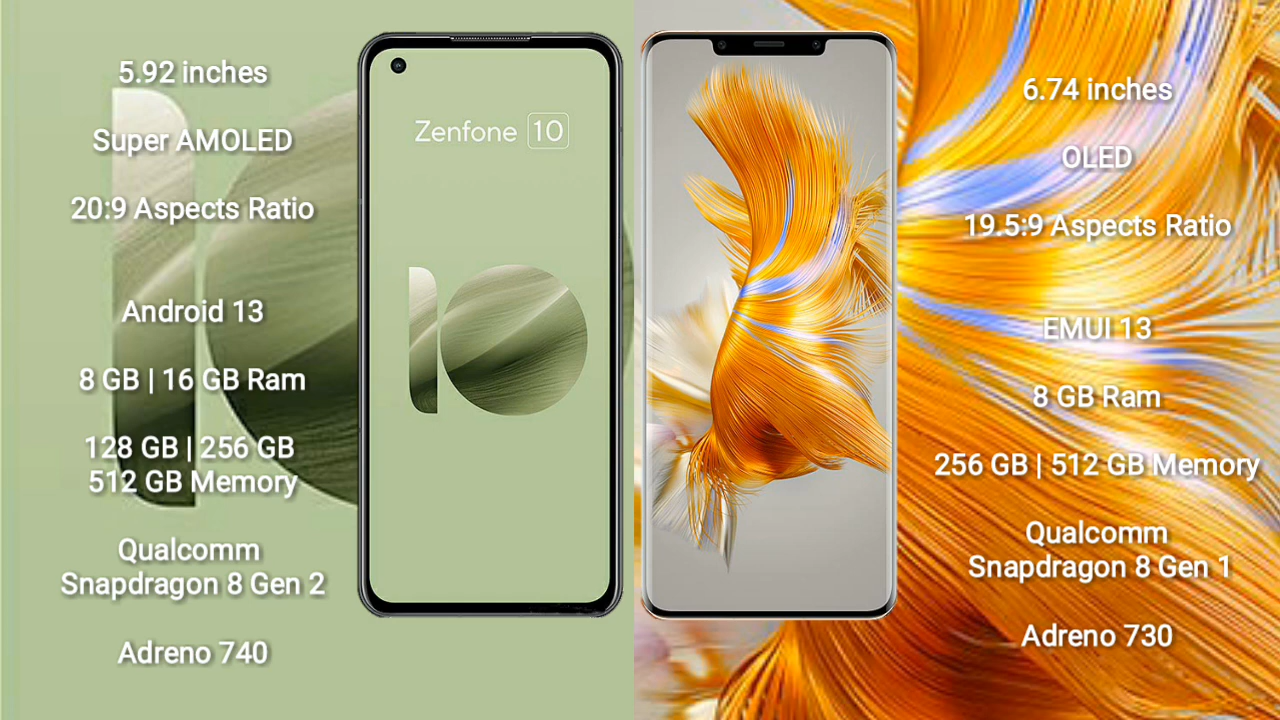 5.92 inches
Super AMOLED
20:9 Aspects Ratio
Android 13
8 GB | 16 GB Ram
128 GB | 256 GB
512 GB Memory
Qualcomm
Snapdragon 8 Gen 2
Adreno 740
Zenfone 10
10
6.74 inches
OLED
19.5:9 Aspects Ratio
EMUI 13
8 GB Ram
256 GB | 512 GB Memory
Qualcomm
Snapdragon 8 Gen 1
Adreno 730